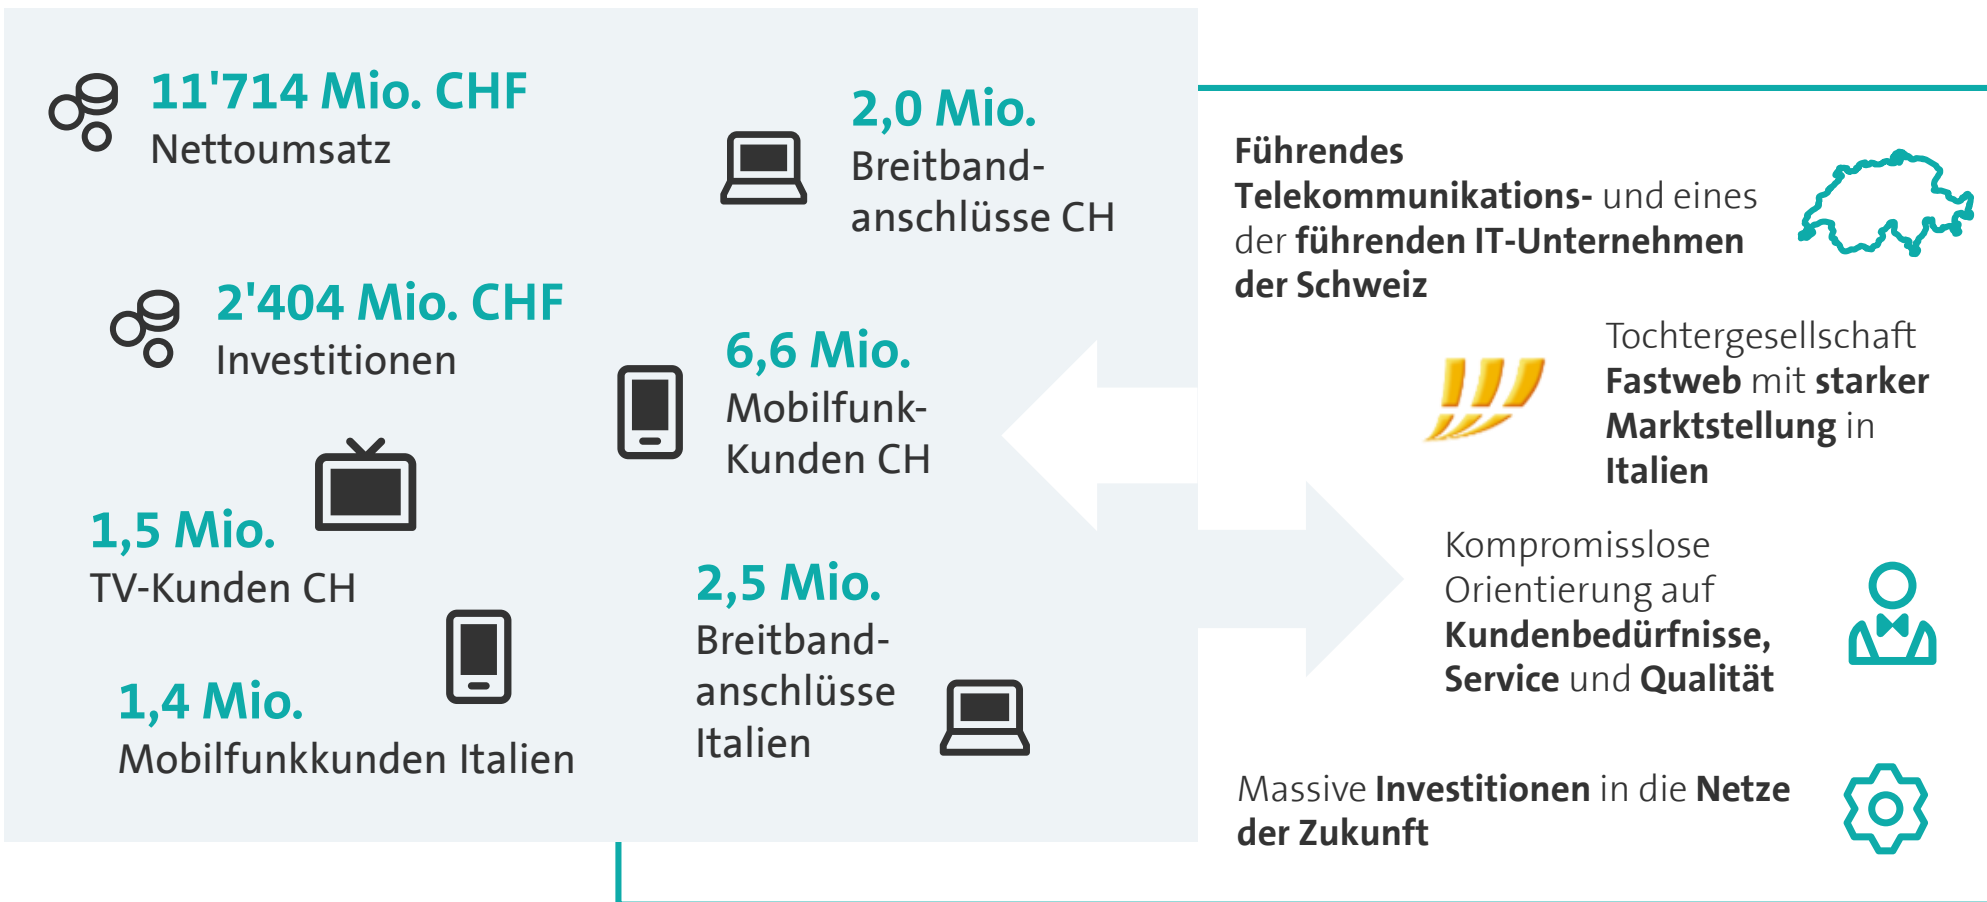 11'714 Mio. CHF
Nettoumsatz
2,0 Mio.
Breitband-
anschlüsse CH
2'404 Mio. CHF
Investitionen
6,6 Mio.
Mobilfunk-
Kunden CH
1,5 Mio.
TV-Kunden CH
2,5 Mio.
Breitband-
anschlüsse
Italien
1,4 Mio.
Mobilfunkkunden Italien
Führendes
Telekommunikations- und eines
der führenden IT-Unternehmen
der Schweiz
Tochtergesellschaft
Fastweb mit starker
Marktstellung in
Italien
Kompromisslose
Orientierung auf
Kundenbedürfnisse,
Service und Qualität
Massive Investitionen in die Netze
der Zukunft